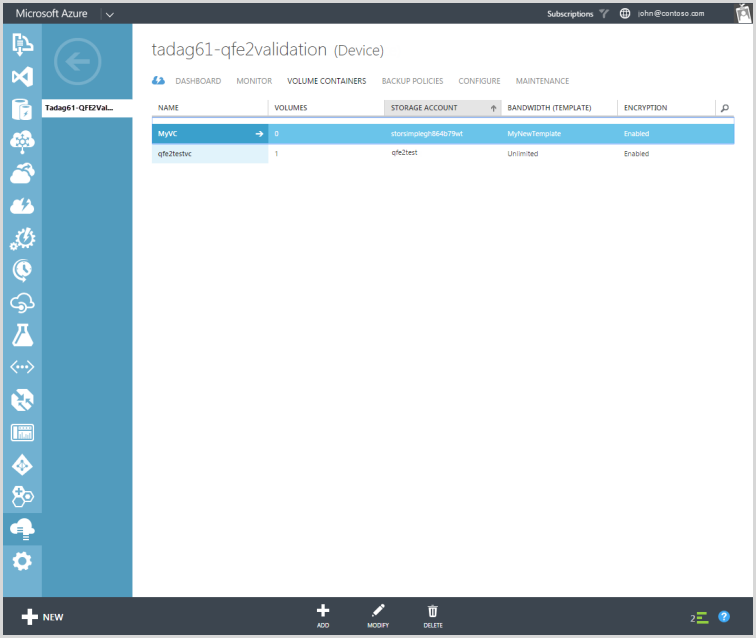 Microsoft Azure
Subscriptions john@contoso.com
tadag61-qfe2validation (Device)
DASHBOARD MONITOR VOLUME CONTAINERS BACKUP POLICIES CONFIGURE MAINTENANCE
Tadag61-QFE2Val...
NAME VOLUMES STORAGE ACCOUNT BANDWIDTH (TEMPLATE) ENCRYPTION
MyVC 0 storsimplegh864b79wt MyNewTemplate Enabled
qfe2testvc 1 qfe2test Unlimited Enabled
NEW ADD MODIFY DELETE 2 ?